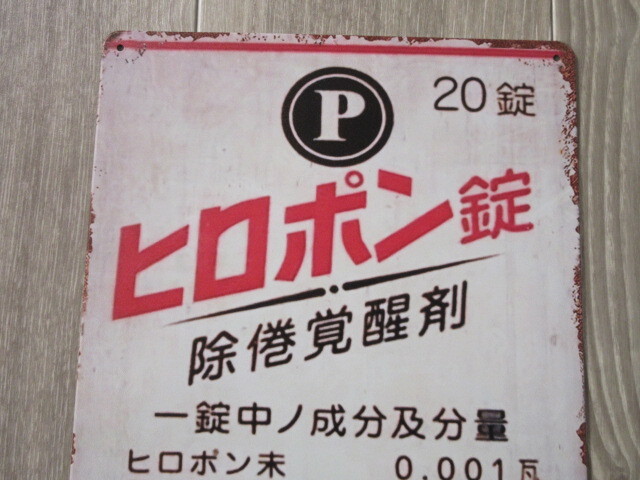 P
20錠
ヒロポン錠
除倦覚醒剤
一錠中ノ成分及分量
ヒロポン末 0.001瓦